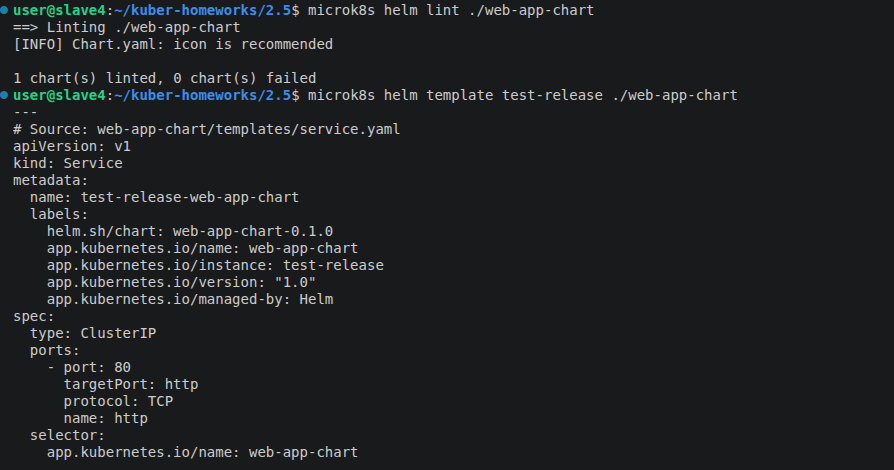 user@slave4:~/kuber-homeworks/2.5$ microk8s helm lint ./web-app-chart
==> Linting ./web-app-chart
[INFO] Chart.yaml: icon is recommended

1 chart(s) linted, 0 chart(s) failed
user@slave4:~/kuber-homeworks/2.5$ microk8s helm template test-release ./web-app-chart
---
# Source: web-app-chart/templates/service.yaml
apiVersion: v1
kind: Service
metadata:
  name: test-release-web-app-chart
  labels:
    helm.sh/chart: web-app-chart-0.1.0
    app.kubernetes.io/name: web-app-chart
    app.kubernetes.io/instance: test-release
    app.kubernetes.io/version: "1.0"
    app.kubernetes.io/managed-by: Helm
spec:
  type: ClusterIP
  ports:
    - port: 80
      targetPort: http
      protocol: TCP
      name: http
  selector:
    app.kubernetes.io/name: web-app-chart